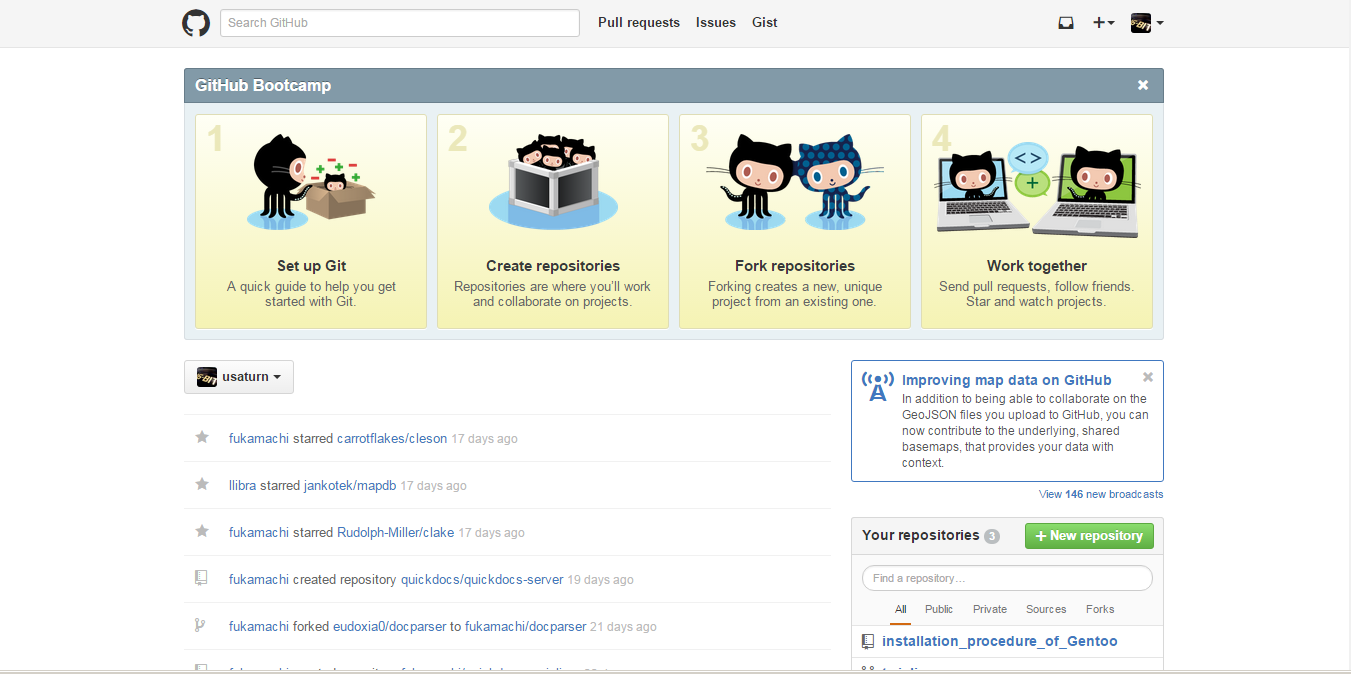 Search GitHub
Pull requests
Issues
Gist
GitHub Bootcamp
1
Set up Git
A quick guide to help you get
started with Git.
2
Create repositories
Repositories are where you'll work
and collaborate on projects.
3
Fork repositories
Forking creates a new, unique
project from an existing one.
4
Work together
Send pull requests, follow friends.
Star and watch projects.
usaturn
fukamachi starred carrotflakes/cleson 17 days ago
llibra starred jankotek/mapdb 17 days ago
fukamachi starred Rudolph-Miller/clake 17 days ago
fukamachi created repository quickdocs/quickdocs-server 19 days ago
fukamachi forked eudoxia0/docparser to fukamachi/docparser 21 days ago
Improving map data on GitHub
In addition to being able to collaborate on the
GeoJSON files you upload to GitHub, you can
now contribute to the underlying, shared
basemaps, that provides your data with
context.
View 146 new broadcasts
Your repositories 3
+ New repository
Find a repository…
All
Public
Private
Sources
Forks
installation_procedure_of_Gentoo